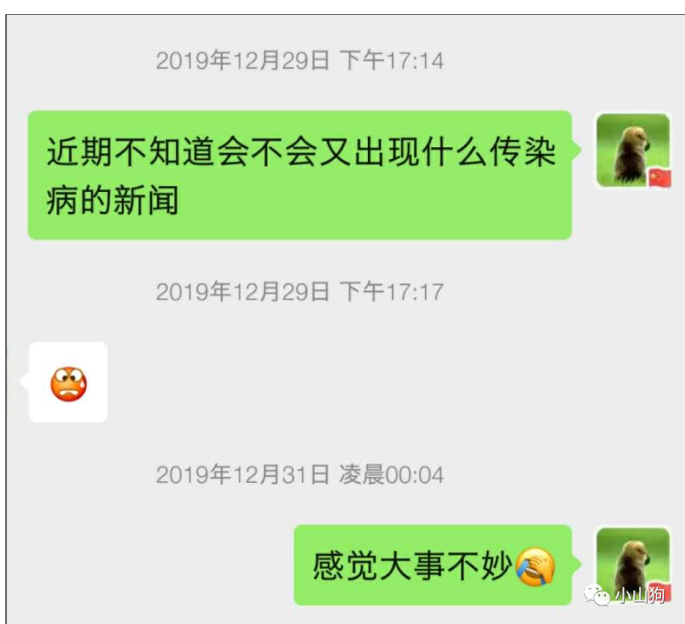 2019年12月29日 下午17:14
近期不知道会不会又出现什么传染
病的新闻
2019年12月29日 下午17:17
2019年12月31日 凌晨00:04
感觉大事不妙
小山狗